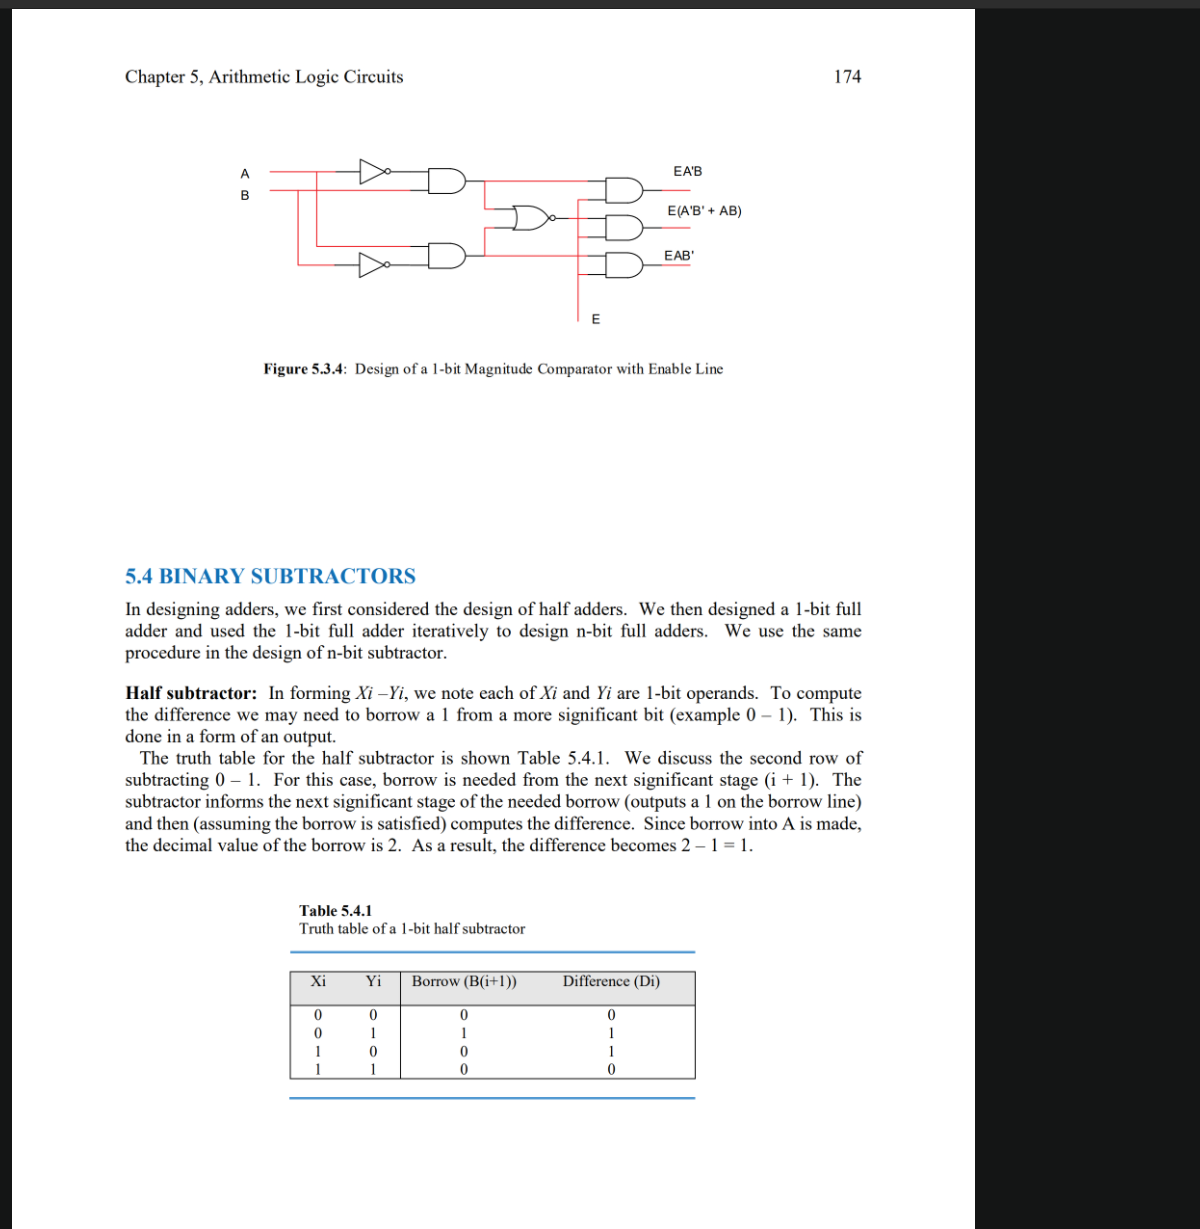 Chapter 5, Arithmetic Logic Circuits 174
A
B
EA'B
E(A'B' + AB)
EAB'
E
Figure 5.3.4: Design of a 1-bit Magnitude Comparator with Enable Line
5.4 BINARY SUBTRACTORS
In designing adders, we first considered the design of half adders. We then designed a 1-bit full
adder and used the 1-bit full adder iteratively to design n-bit full adders. We use the same
procedure in the design of n-bit subtractor.
Half subtractor: In forming Xi –Yi, we note each of Xi and Yi are 1-bit operands. To compute
the difference we may need to borrow a 1 from a more significant bit (example 0 – 1). This is
done in a form of an output.
The truth table for the half subtractor is shown Table 5.4.1. We discuss the second row of
subtracting 0 – 1. For this case, borrow is needed from the next significant stage (i + 1). The
subtractor informs the next significant stage of the needed borrow (outputs a 1 on the borrow line)
and then (assuming the borrow is satisfied) computes the difference. Since borrow into A is made,
the decimal value of the borrow is 2. As a result, the difference becomes 2 – 1 = 1.
Table 5.4.1
Truth table of a 1-bit half subtractor
Xi Yi Borrow (B(i+1)) Difference (Di)
0 0 0 0
0 1 1 1
1 0 0 1
1 1 0 0